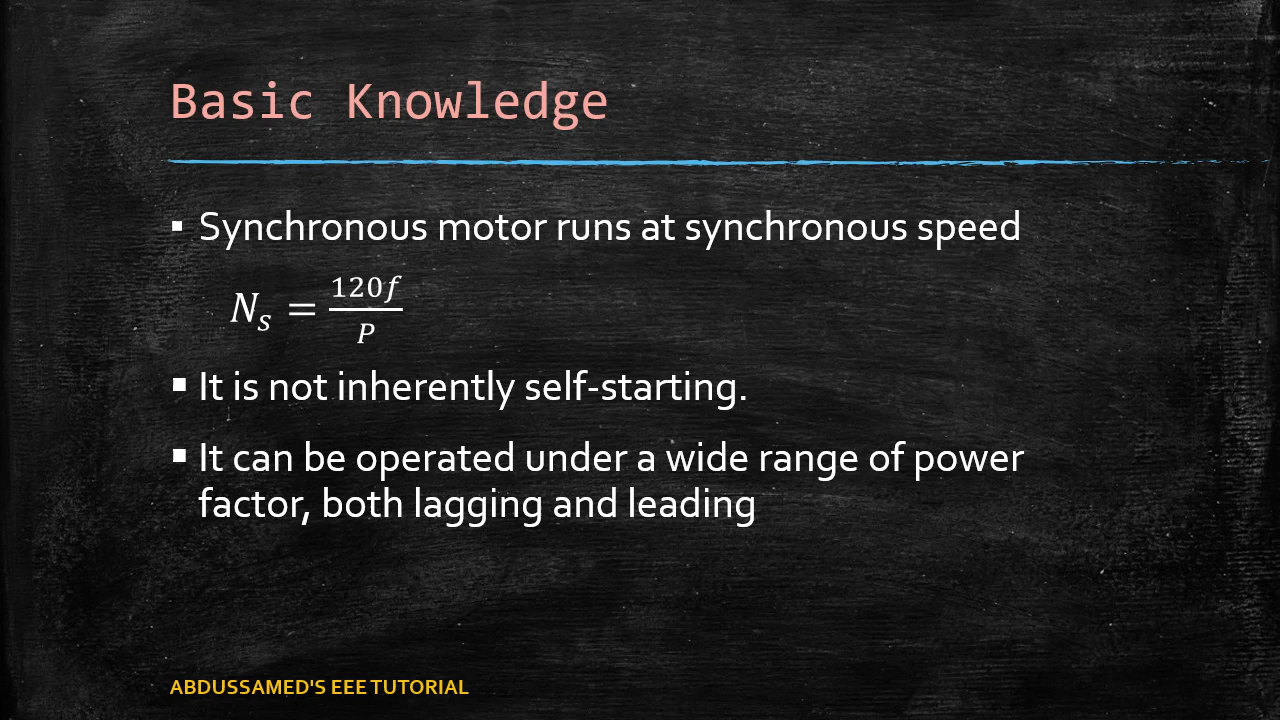 Basic Knowledge
▪ Synchronous motor runs at synchronous speed
N_s = 120f / P
▪ It is not inherently self-starting.
▪ It can be operated under a wide range of power
factor, both lagging and leading
ABDUSSAMED'S EEE TUTORIAL